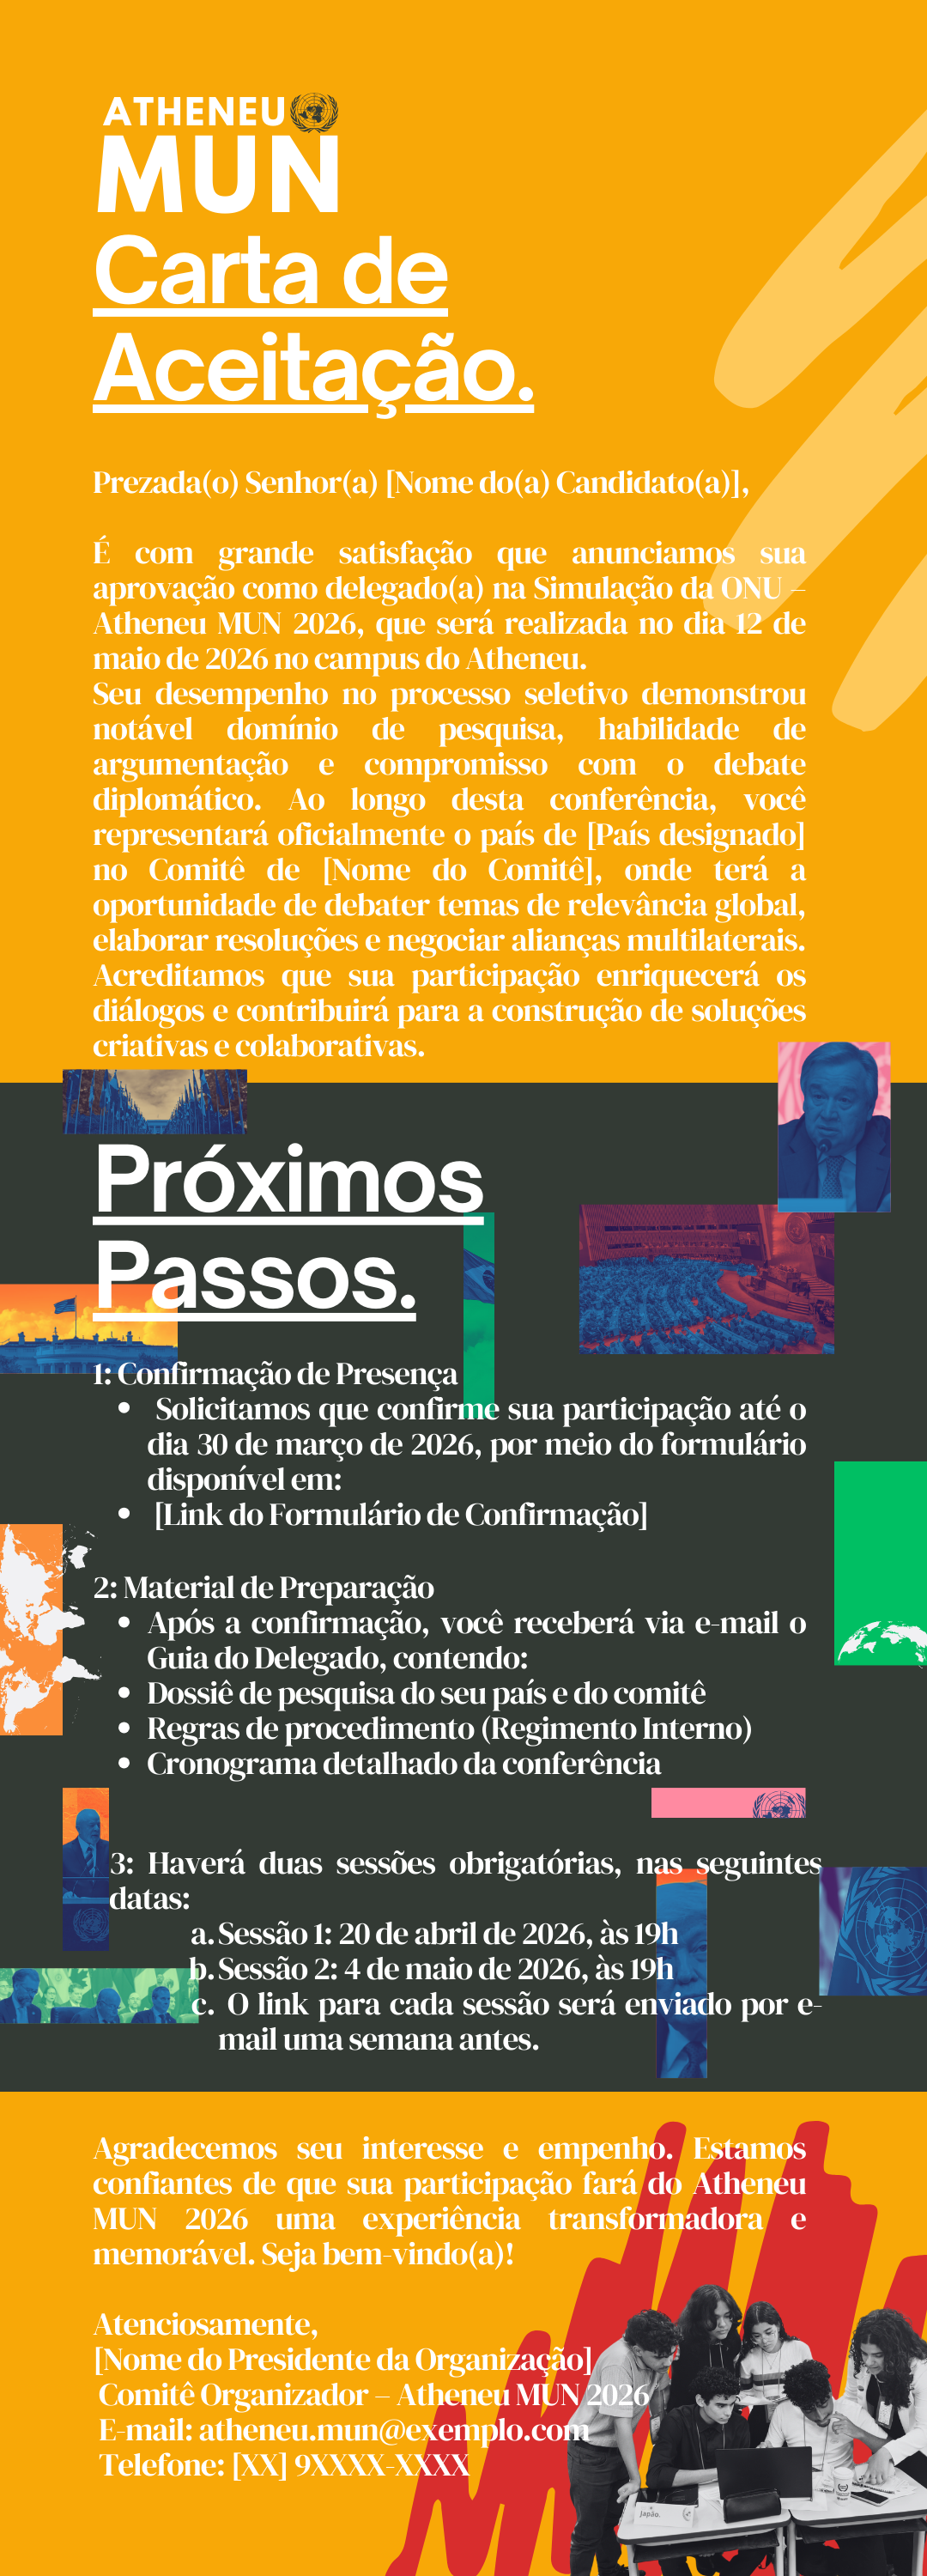 ATHENEU
MUN
Carta de
Aceitação.
Prezada(o) Senhor(a) [Nome do(a) Candidato(a)],
É com grande satisfação que anunciamos sua
aprovação como delegado(a) na Simulação da ONU –
Atheneu MUN 2026, que será realizada no dia 12 de
maio de 2026 no campus do Atheneu.
Seu desempenho no processo seletivo demonstrou
notável domínio de pesquisa, habilidade de
argumentação e compromisso com o debate
diplomático. Ao longo desta conferência, você
representará oficialmente o país de [País designado]
no Comitê de [Nome do Comitê], onde terá a
oportunidade de debater temas de relevância global,
elaborar resoluções e negociar alianças multilaterais.
Acreditamos que sua participação enriquecerá os
diálogos e contribuirá para a construção de soluções
criativas e colaborativas.
Próximos
Passos.
1: Confirmação de Presença
• Solicitamos que confirme sua participação até o
dia 30 de março de 2026, por meio do formulário
disponível em:
• [Link do Formulário de Confirmação]
2: Material de Preparação
• Após a confirmação, você receberá via e-mail o
Guia do Delegado, contendo:
• Dossiê de pesquisa do seu país e do comitê
• Regras de procedimento (Regimento Interno)
• Cronograma detalhado da conferência
3: Haverá duas sessões obrigatórias, nas seguintes
datas:
a. Sessão 1: 20 de abril de 2026, às 19h
b. Sessão 2: 4 de maio de 2026, às 19h
c. O link para cada sessão será enviado por e-
mail uma semana antes.
Agradecemos seu interesse e empenho. Estamos
confiantes de que sua participação fará do Atheneu
MUN 2026 uma experiência transformadora e
memorável. Seja bem-vindo(a)!
Atenciosamente,
[Nome do Presidente da Organização]
Comitê Organizador – Atheneu MUN 2026
E-mail: atheneu.mun@exemplo.com
Telefone: [XX] 9XXXX-XXXX
Japão.